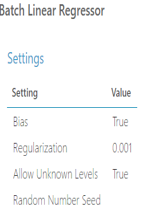 Batch Linear Regressor
Settings
Setting Value
Bias True
Regularization 0.001
Allow Unknown Levels True
Random Number Seed